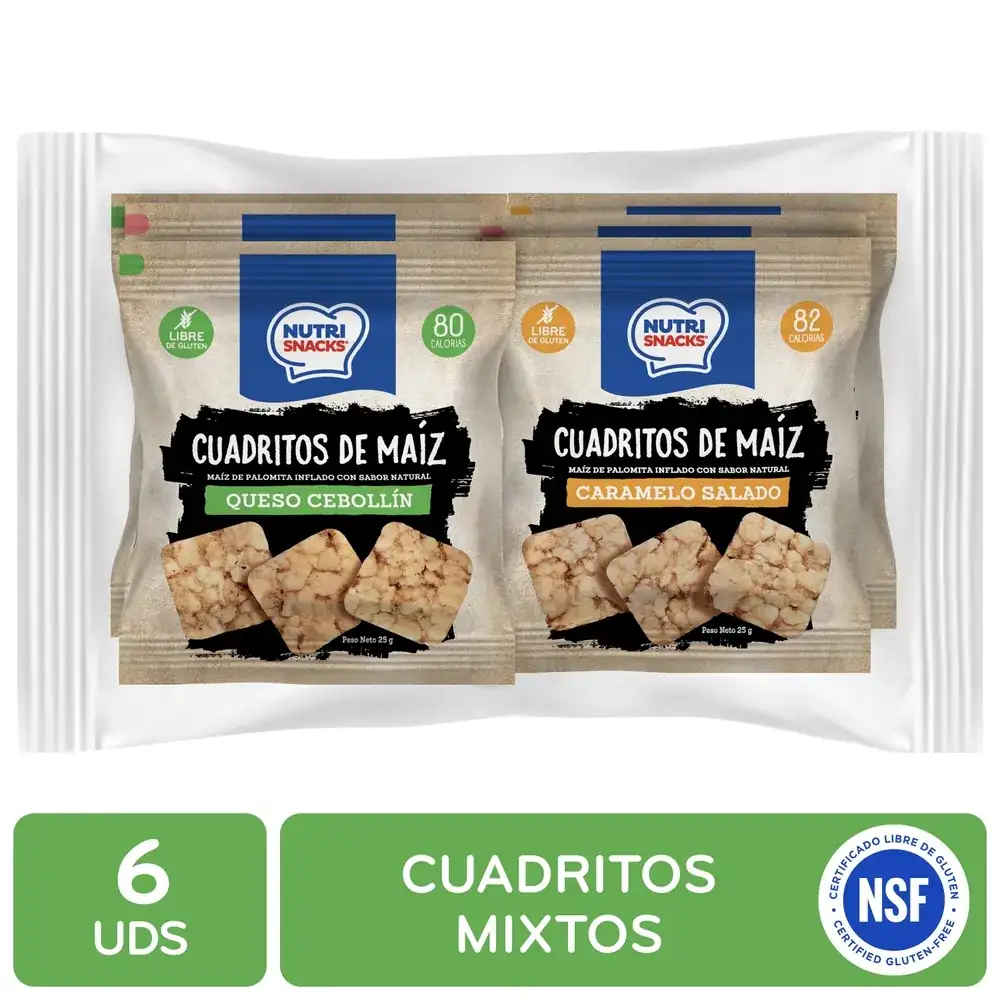 LIBRE
DE GLUTEN
NUTRI
SNACKS®
80
CALORIAS
CUADRITOS DE MAÍZ
MAÍZ DE PALOMITA INFLADO CON SABOR NATURAL
QUESO CEBOLLÍN
Peso Neto 25 g
LIBRE
DE GLUTEN
NUTRI
SNACKS®
82
CALORIAS
CUADRITOS DE MAÍZ
MAÍZ DE PALOMITA INFLADO CON SABOR NATURAL
CARAMELO SALADO
Peso Neto 25 g
6
UDS
CUADRITOS
MIXTOS
CERTIFICADO LIBRE DE GLUTEN
NSF
CERTIFIED GLUTEN-FREE